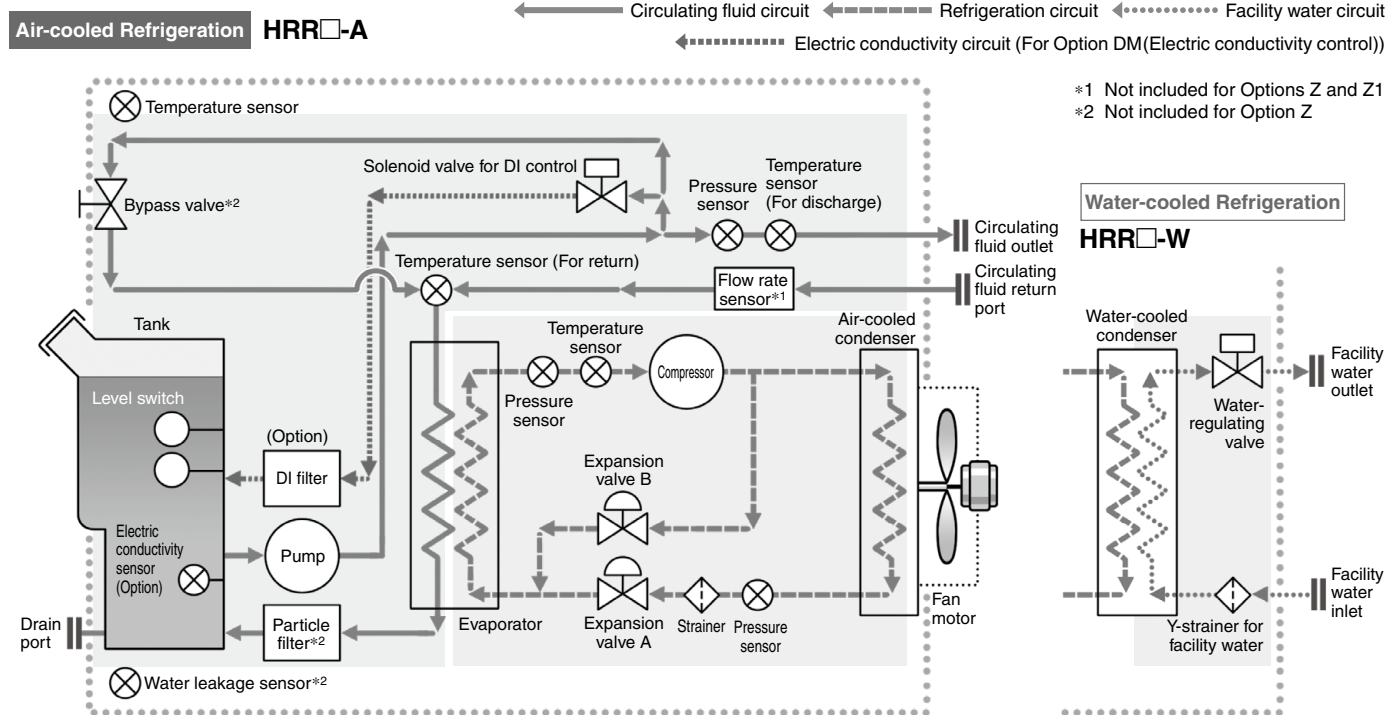 Air-cooled Refrigeration HRR□-A
Circulating fluid circuit
Refrigeration circuit
Facility water circuit
Electric conductivity circuit (For Option DM(Electric conductivity control))
*1 Not included for Options Z and Z1
*2 Not included for Option Z
Temperature sensor
Solenoid valve for DI control
Bypass valve*2
Pressure
sensor
Temperature
sensor
(For discharge)
Circulating
fluid outlet
Temperature sensor (For return)
Flow rate
sensor*1
Circulating
fluid return
port
Tank
Level switch
(Option)
DI filter
Electric
conductivity
sensor
(Option)
Pump
Particle
filter*2
Drain
port
Water leakage sensor*2
Evaporator
Pressure
sensor
Temperature
sensor
Compressor
Air-cooled
condenser
Expansion
valve B
Expansion
valve A
Strainer
Pressure
sensor
Fan
motor
Water-cooled Refrigeration
HRR□-W
Water-cooled
condenser
Water-
regulating
valve
Facility
water
outlet
Facility
water
inlet
Y-strainer for
facility water